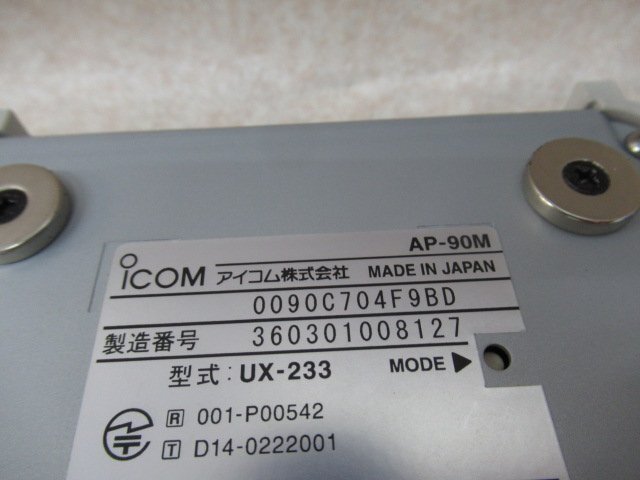 AP-90M
iCOM アイコム株式会社 MADE IN JAPAN
0090C704F9BD
製造番号 360301008127
型式：UX-233 MODE ▶
R 001-P00542
T D14-0222001